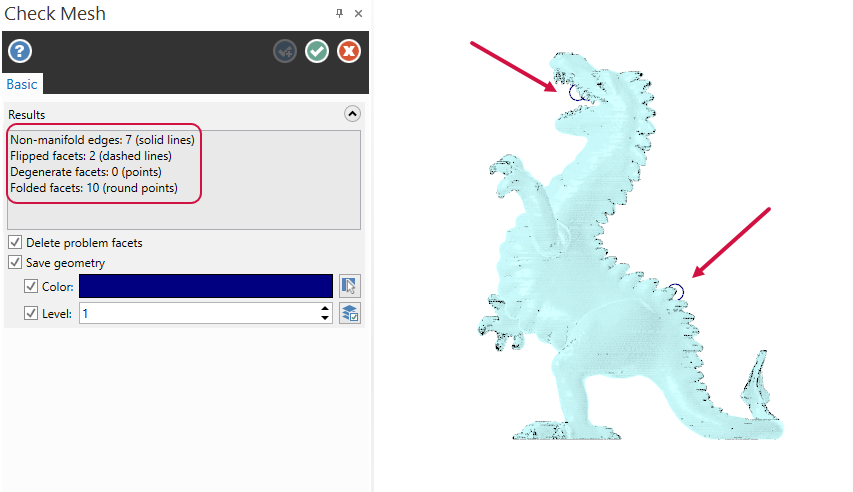 Check Mesh
?
Basic
Results
Non-manifold edges: 7 (solid lines)
Flipped facets: 2 (dashed lines)
Degenerate facets: 0 (points)
Folded facets: 10 (round points)
Delete problem facets
Save geometry
Color:
Level: 1